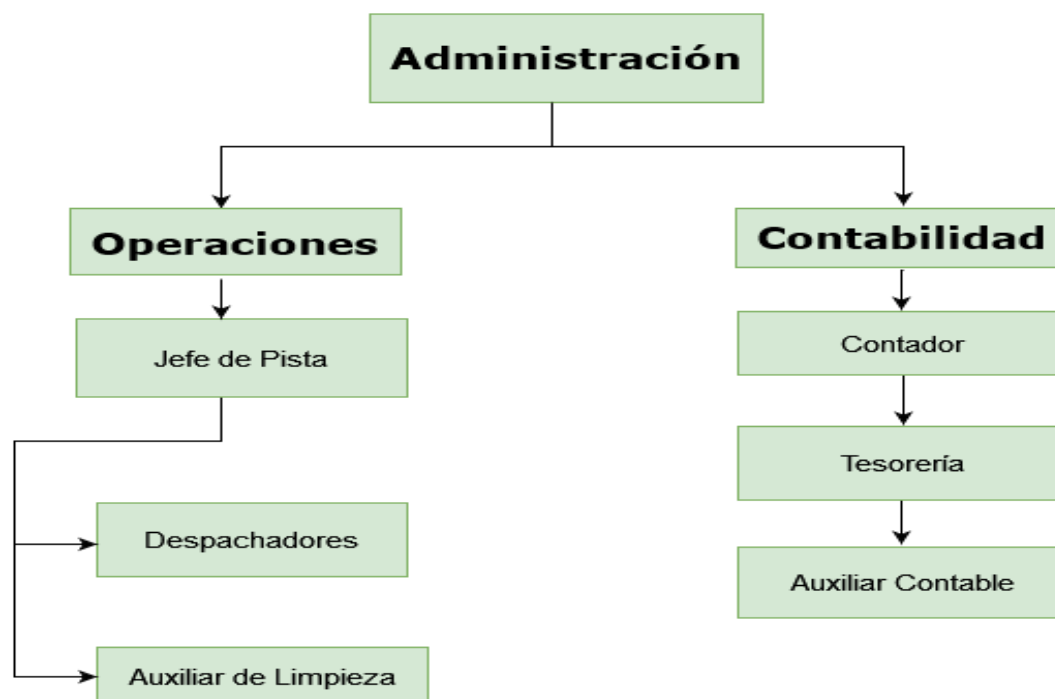 Administración
Operaciones
Contabilidad
Jefe de Pista
Contador
Tesorería
Despachadores
Auxiliar Contable
Auxiliar de Limpieza